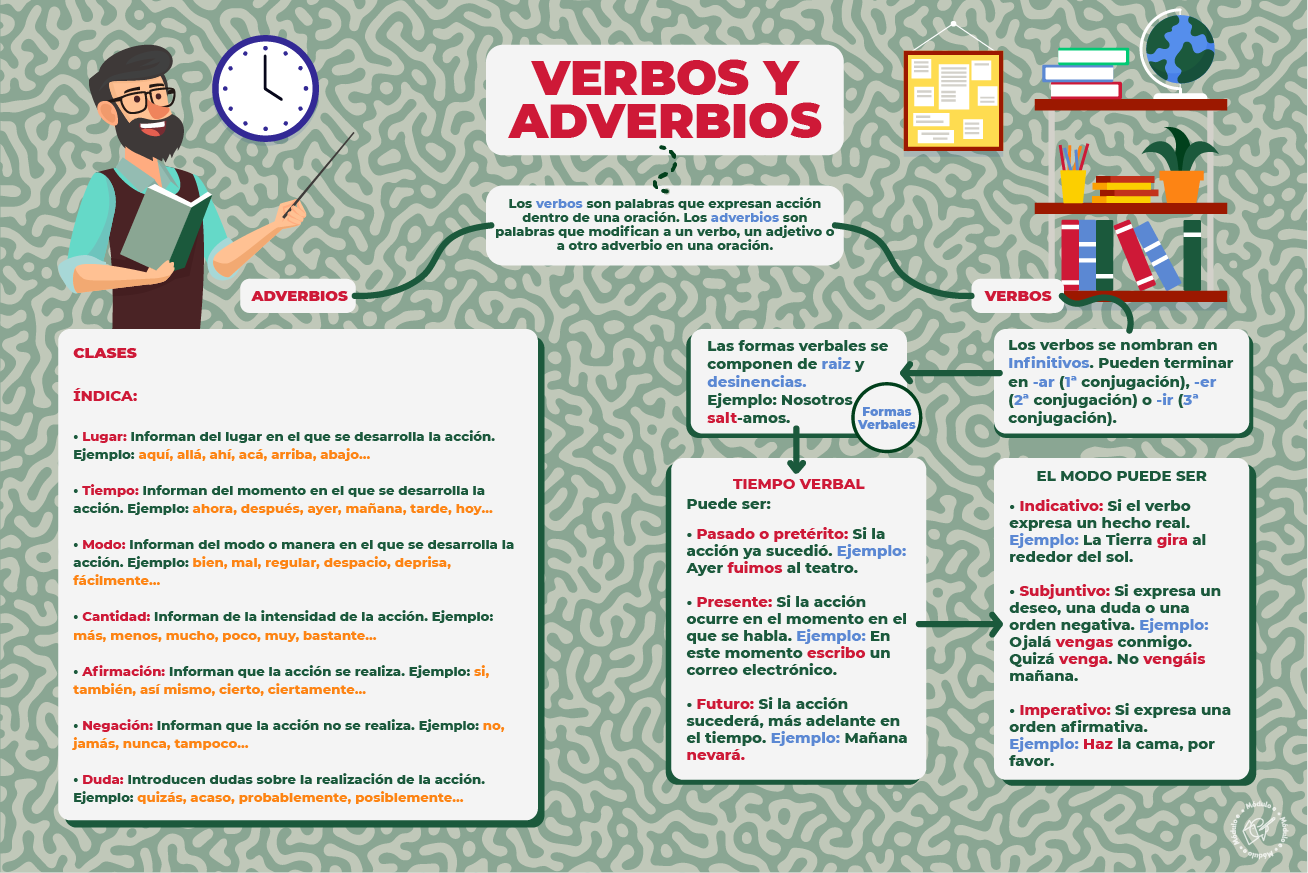 VERBOS Y
ADVERBIOS
Los verbos son palabras que expresan acción
dentro de una oración. Los adverbios son
palabras que modifican a un verbo, un adjetivo o
a otro adverbio en una oración.
ADVERBIOS
CLASES
ÍNDICA:
• Lugar: Informan del lugar en el que se desarrolla la acción.
Ejemplo: aquí, allá, ahí, acá, arriba, abajo...
• Tiempo: Informan del momento en el que se desarrolla la
acción. Ejemplo: ahora, después, ayer, mañana, tarde, hoy...
• Modo: Informan del modo o manera en el que se desarrolla la
acción. Ejemplo: bien, mal, regular, despacio, deprisa,
fácilmente...
• Cantidad: Informan de la intensidad de la acción. Ejemplo:
más, menos, mucho, poco, muy, bastante...
• Afirmación: Informan que la acción se realiza. Ejemplo: si,
también, así mismo, cierto, ciertamente...
• Negación: Informan que la acción no se realiza. Ejemplo: no,
jamás, nunca, tampoco...
• Duda: Introducen dudas sobre la realización de la acción.
Ejemplo: quizás, acaso, probablemente, posiblemente...
VERBOS
Los verbos se nombran en
Infinitivos. Pueden terminar
en -ar (1ª conjugación), -er
(2ª conjugación) o -ir (3ª
conjugación).
Las formas verbales se
componen de raiz y
desinencias.
Ejemplo: Nosotros
salt-amos.
Formas
Verbales
TIEMPO VERBAL
Puede ser:
• Pasado o pretérito: Si la
acción ya sucedió. Ejemplo:
Ayer fuimos al teatro.
• Presente: Si la acción
ocurre en el momento en el
que se habla. Ejemplo: En
este momento escribo un
correo electrónico.
• Futuro: Si la acción
sucederá, más adelante en
el tiempo. Ejemplo: Mañana
nevará.
EL MODO PUEDE SER
• Indicativo: Si el verbo
expresa un hecho real.
Ejemplo: La Tierra gira al
rededor del sol.
• Subjuntivo: Si expresa un
deseo, una duda o una
orden negativa. Ejemplo:
Ojalá vengas conmigo.
Quizá venga. No vengáis
mañana.
• Imperativo: Si expresa una
orden afirmativa.
Ejemplo: Haz la cama, por
favor.
Módulo
Módulo
Módulo
Módulo